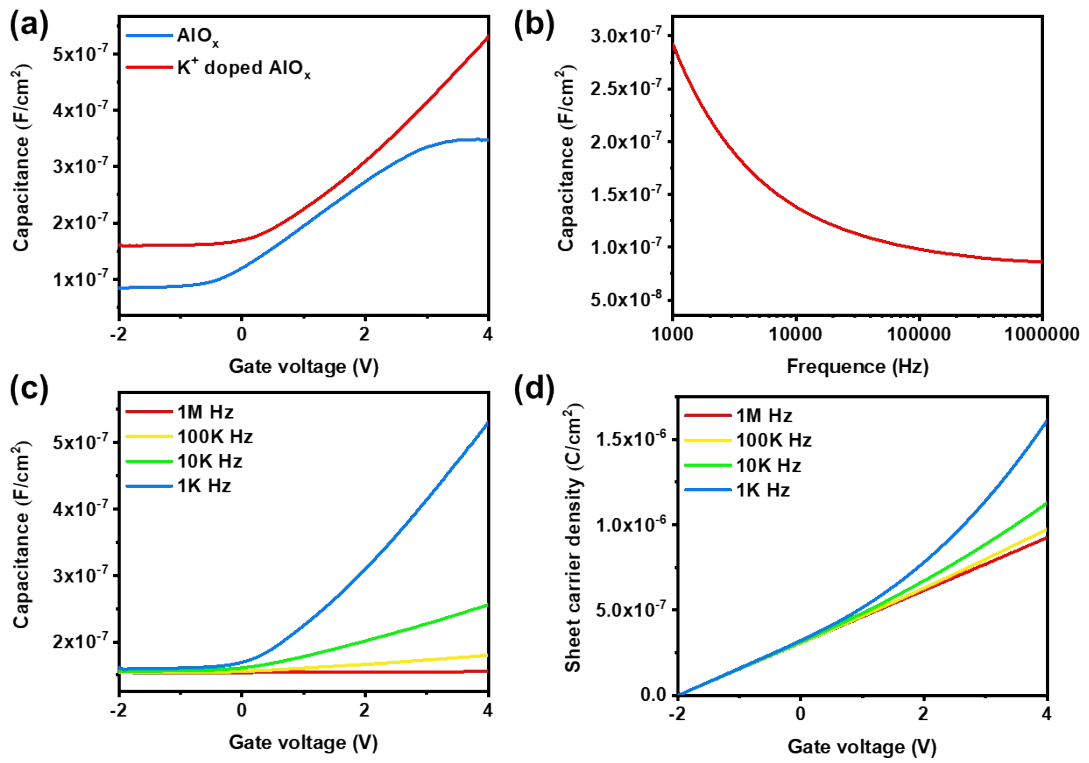 (a)
AlOₓ
K⁺ doped AlOₓ
Capacitance (F/cm²)
5x10⁻⁷
4x10⁻⁷
3x10⁻⁷
2x10⁻⁷
1x10⁻⁷
-2
0
2
4
Gate voltage (V)
(b)
Capacitance (F/cm²)
3.0x10⁻⁷
2.5x10⁻⁷
2.0x10⁻⁷
1.5x10⁻⁷
1.0x10⁻⁷
5.0x10⁻⁸
1000
10000
100000
1000000
Frequence (Hz)
(c)
1M Hz
100K Hz
10K Hz
1K Hz
Capacitance (F/cm²)
5x10⁻⁷
4x10⁻⁷
3x10⁻⁷
2x10⁻⁷
-2
0
2
4
Gate voltage (V)
(d)
1M Hz
100K Hz
10K Hz
1K Hz
Sheet carrier density (C/cm²)
1.5x10⁻⁶
1.0x10⁻⁶
5.0x10⁻⁷
0.0
-2
0
2
4
Gate voltage (V)